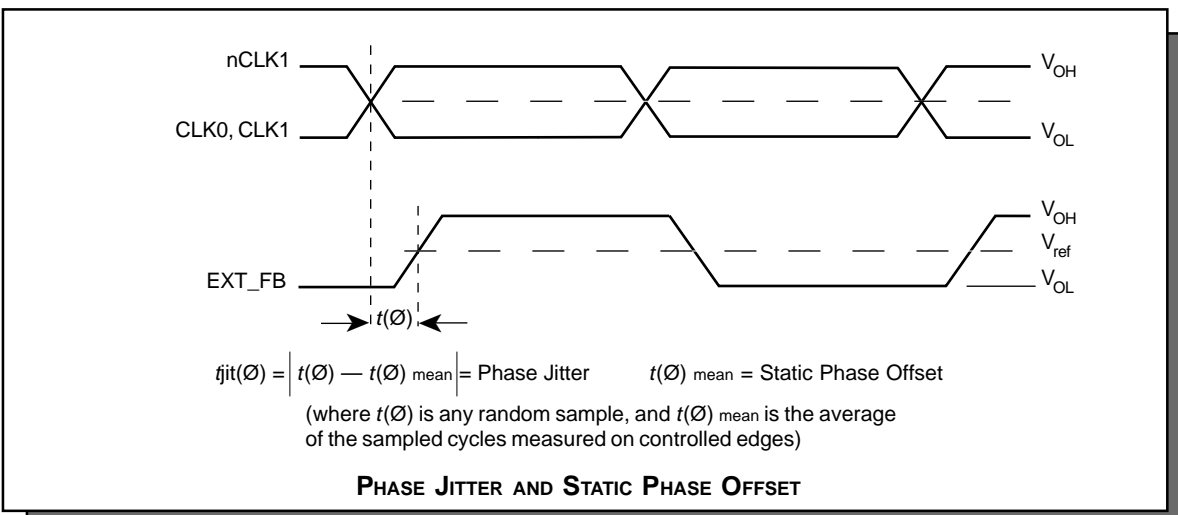 nCLK1
V_OH
CLK0, CLK1
V_OL
V_OH
V_ref
EXT_FB
V_OL
t(Ø)
tjit(Ø) = | t(Ø) — t(Ø) mean | = Phase Jitter
t(Ø) mean = Static Phase Offset
(where t(Ø) is any random sample, and t(Ø) mean is the average
of the sampled cycles measured on controlled edges)
PHASE JITTER AND STATIC PHASE OFFSET